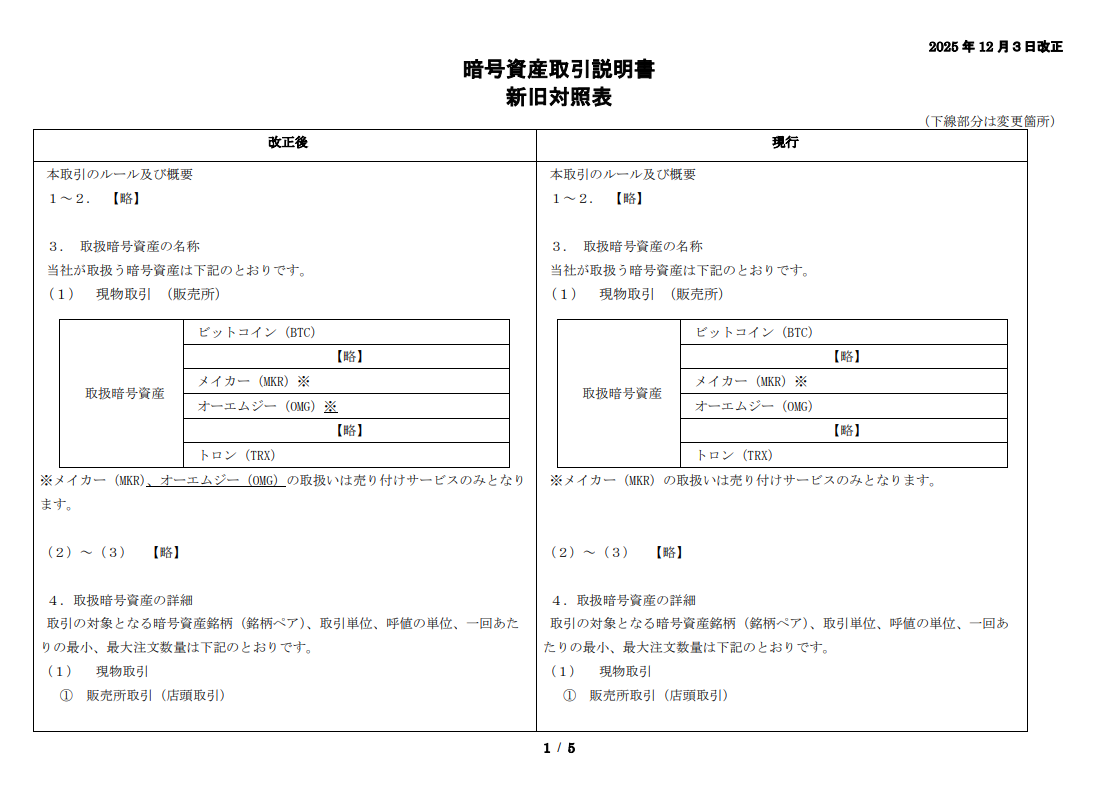 2025 年 12 月３日改正
暗号資産取引説明書
新旧対照表
（下線部分は変更箇所）
改正後
本取引のルール及び概要
１～２． 【略】
３． 取扱暗号資産の名称
当社が取扱う暗号資産は下記のとおりです。
（１） 現物取引 （販売所）
取扱暗号資産
ビットコイン（BTC）
【略】
メイカー（MKR）※
オーエムジー（OMG）※
【略】
トロン（TRX）
※メイカー（MKR）、オーエムジー（OMG）の取扱いは売り付けサービスのみとなり
ます。
（２）～（３） 【略】
４．取扱暗号資産の詳細
取引の対象となる暗号資産銘柄（銘柄ペア）、取引単位、呼値の単位、一回あた
りの最小、最大注文数量は下記のとおりです。
（１） 現物取引
① 販売所取引（店頭取引）
現行
本取引のルール及び概要
１～２． 【略】
３． 取扱暗号資産の名称
当社が取扱う暗号資産は下記のとおりです。
（１） 現物取引 （販売所）
取扱暗号資産
ビットコイン（BTC）
【略】
メイカー（MKR）※
オーエムジー（OMG）
【略】
トロン（TRX）
※メイカー（MKR）の取扱いは売り付けサービスのみとなります。
（２）～（３） 【略】
４．取扱暗号資産の詳細
取引の対象となる暗号資産銘柄（銘柄ペア）、取引単位、呼値の単位、一回あ
たりの最小、最大注文数量は下記のとおりです。
（１） 現物取引
① 販売所取引（店頭取引）
1 / 5